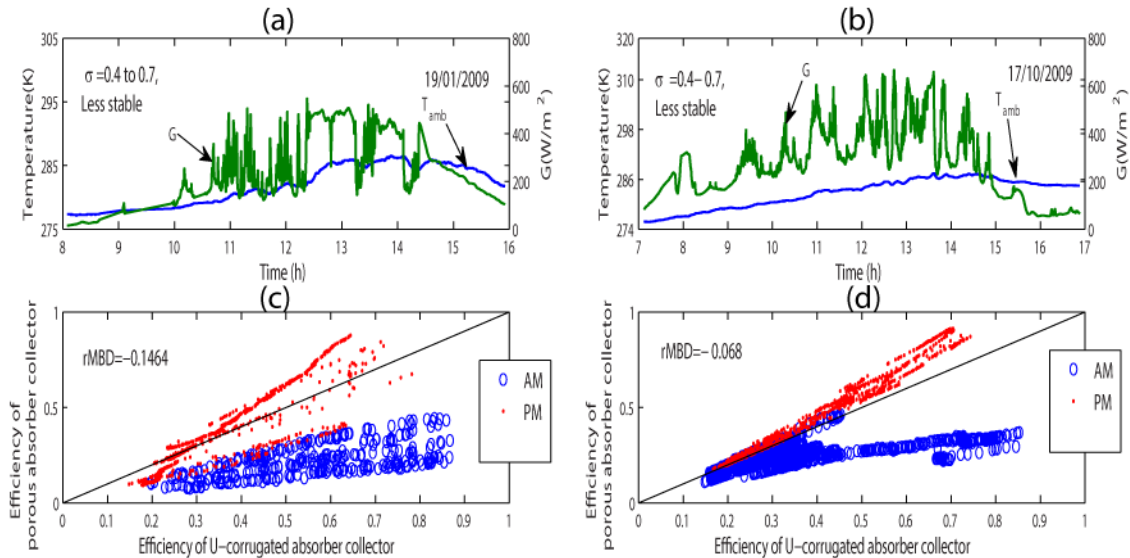 (a)
305
295
285
275
Temperature(K)
σ =0.4 to 0.7,
Less stable
G
19/01/2009
T amb
800
600
400
200
0
G(W/m²)
8 9 10 11 12 13 14 15 16
Time (h)
(b)
320
310
298
286
274
Temperature(K)
σ =0.4– 0.7,
Less stable
G
17/10/2009
T amb
800
600
400
200
0
G(W/m²)
7 8 9 10 11 12 13 14 15 16 17
Time (h)
(c)
1
0.5
0
Efficiency of
porous absorber collector
rMBD=–0.1464
AM
PM
0 0.1 0.2 0.3 0.4 0.5 0.6 0.7 0.8 0.9 1
Efficiency of U-corrugated absorber collector
(d)
1
0.5
0
Efficiency of
porous absorber collector
rMBD=– 0.068
AM
PM
0 0.1 0.2 0.3 0.4 0.5 0.6 0.7 0.8 0.9 1
Efficiency of U-corrugated absorber collector